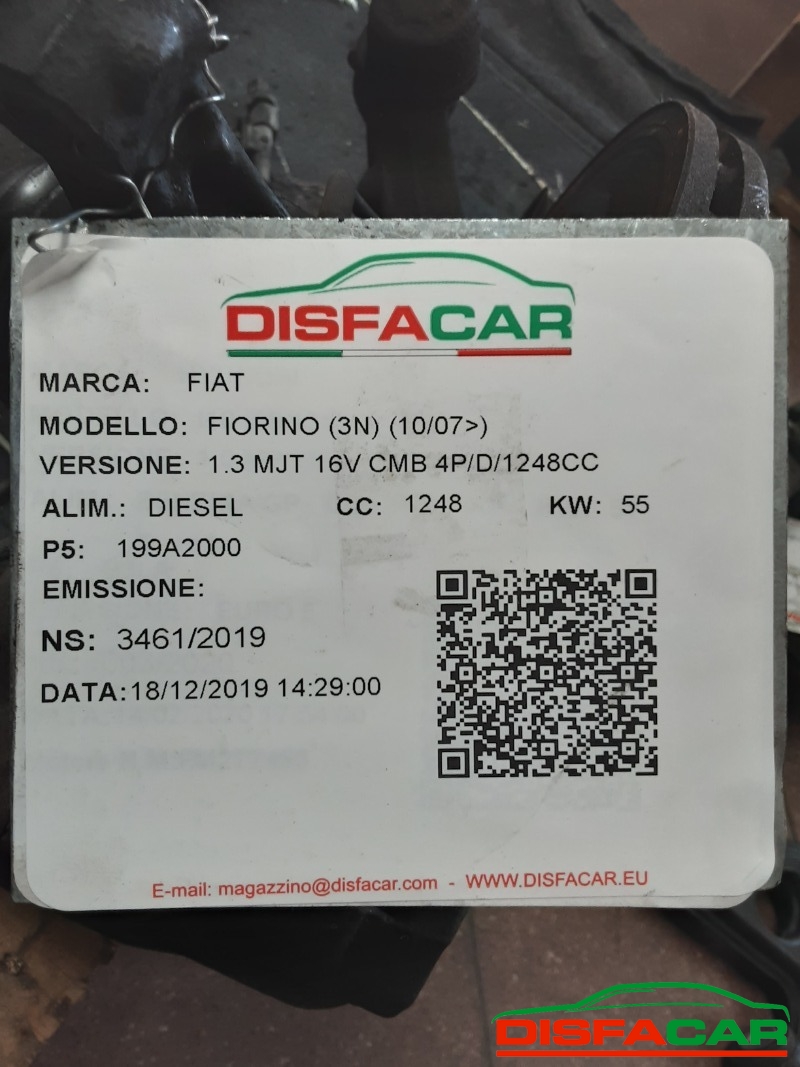 DISFACAR
MARCA: FIAT
MODELLO: FIORINO (3N) (10/07>)
VERSIONE: 1.3 MJT 16V CMB 4P/D/1248CC
ALIM.: DIESEL CC: 1248 KW: 55
P5: 199A2000
EMISSIONE:
NS: 3461/2019
DATA:18/12/2019 14:29:00
E-mail: magazzino@disfacar.com - WWW.DISFACAR.EU
DISFACAR